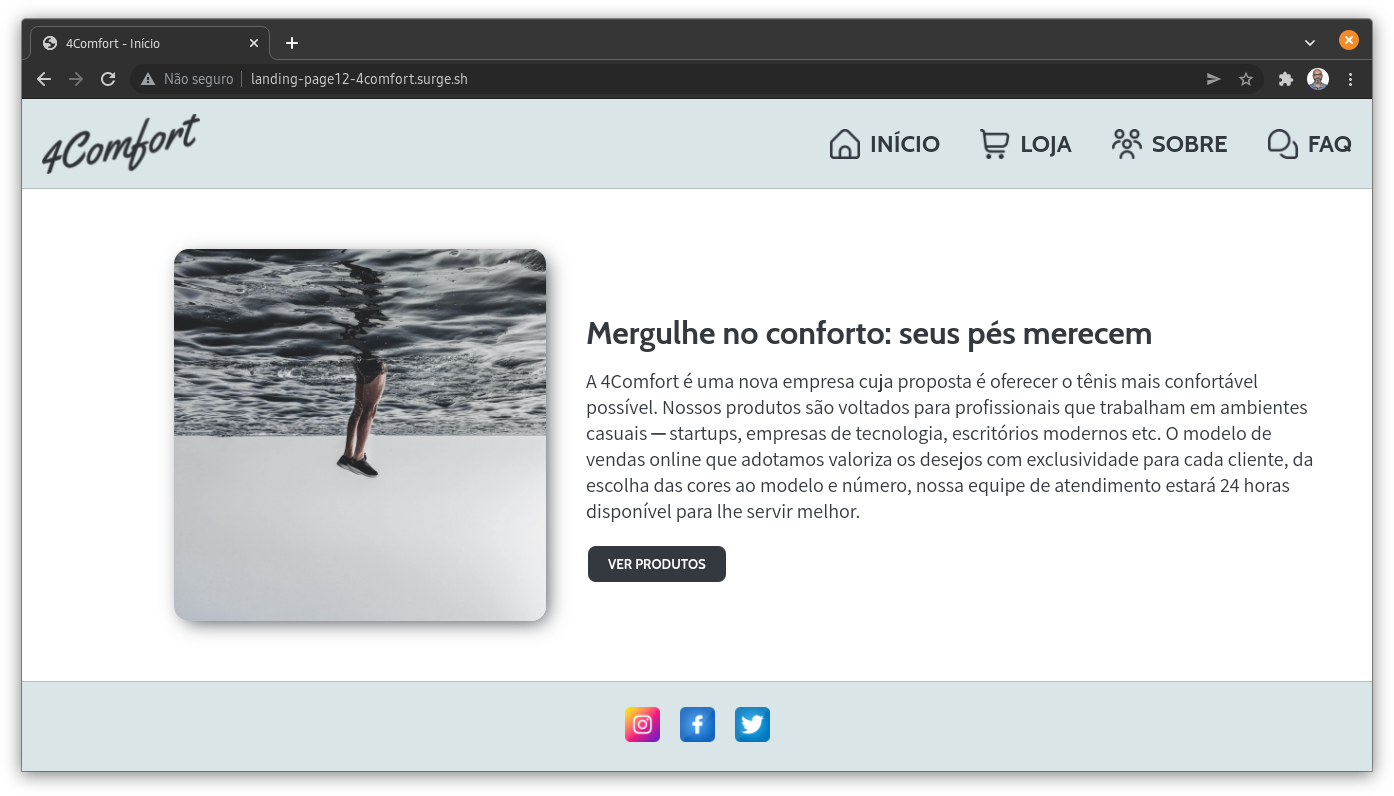 4Comfort - Início
Não seguro
landing-page12-4comfort.surge.sh
4Comfort
INÍCIO
LOJA
SOBRE
FAQ
Mergulhe no conforto: seus pés merecem
A 4Comfort é uma nova empresa cuja proposta é oferecer o tênis mais confortável
possível. Nossos produtos são voltados para profissionais que trabalham em ambientes
casuais — startups, empresas de tecnologia, escritórios modernos etc. O modelo de
vendas online que adotamos valoriza os desejos com exclusividade para cada cliente, da
escolha das cores ao modelo e número, nossa equipe de atendimento estará 24 horas
disponível para lhe servir melhor.
VER PRODUTOS